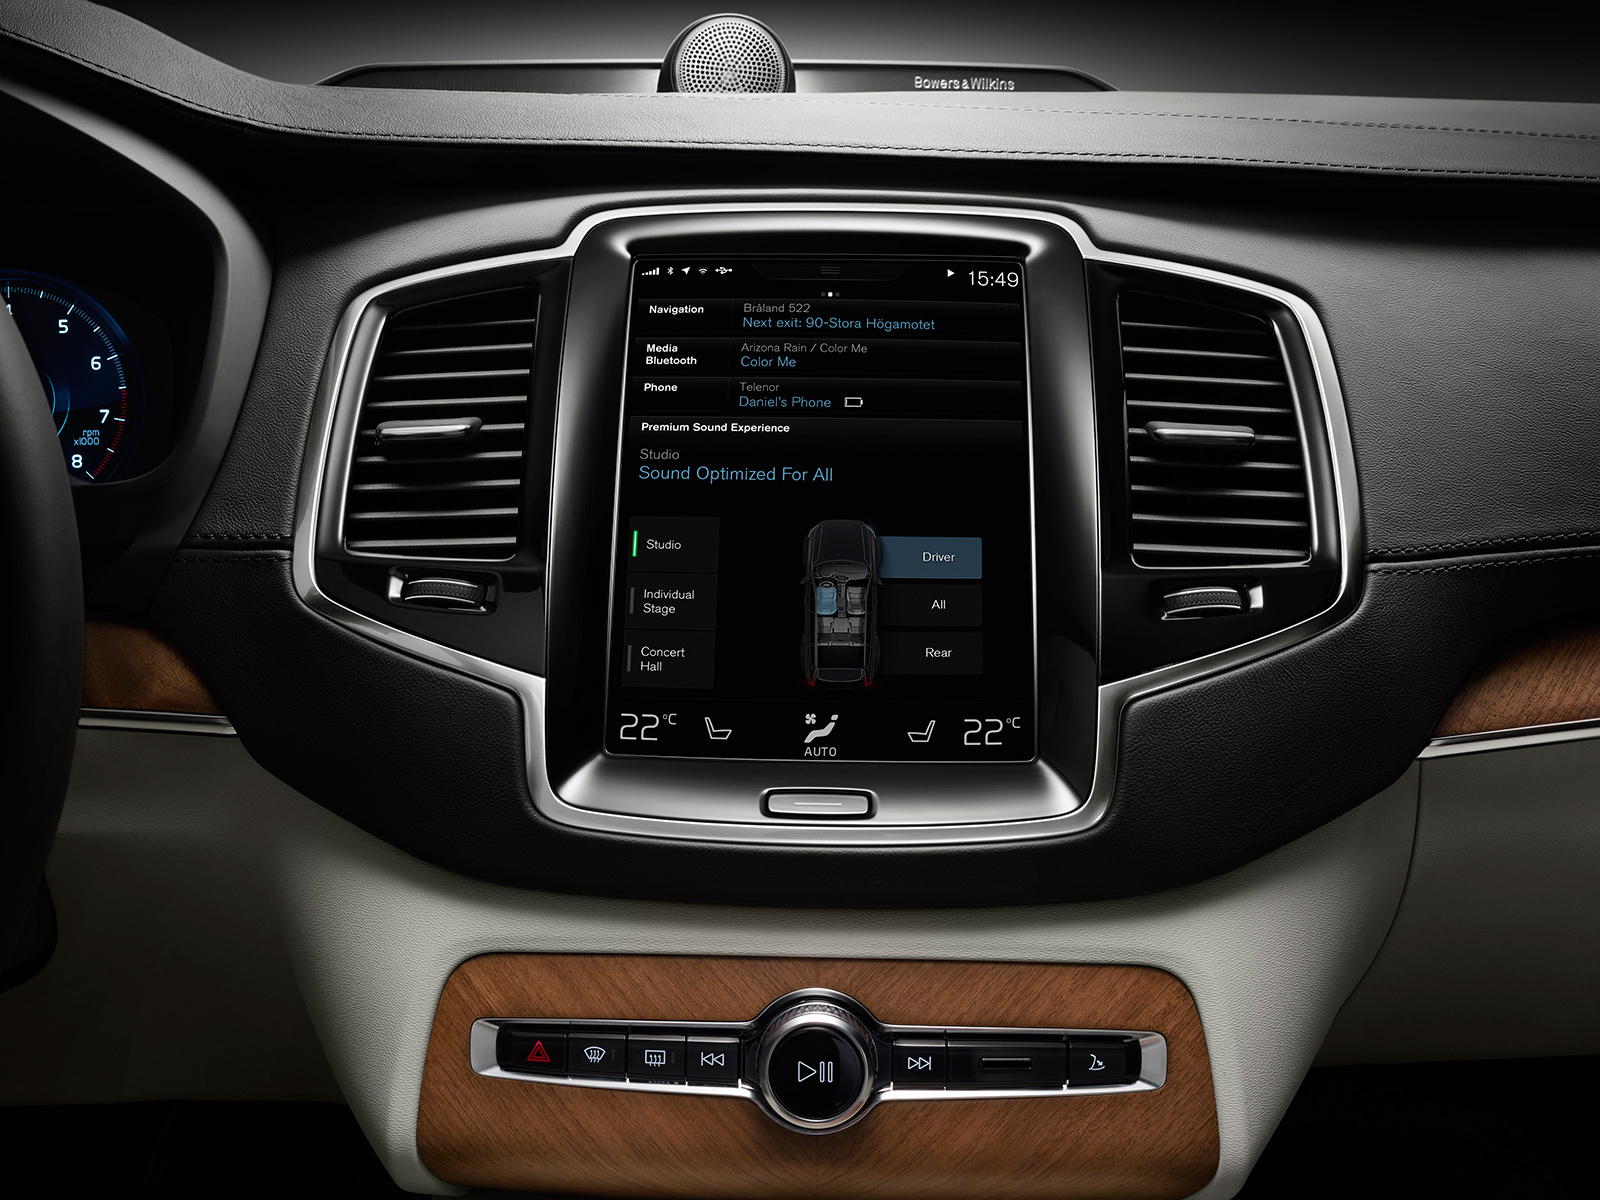 Bowers & Wilkins
15:49
Navigation
Bråland 522
Next exit: 90-Stora Högamotet
Media
Bluetooth
Arizona Rain / Color Me
Color Me
Phone
Telenor
Daniel's Phone
Premium Sound Experience
Studio
Sound Optimized For All
Studio
Individual
Stage
Concert
Hall
Driver
All
Rear
22°C
AUTO
22°C
5
6
7
rpm
x1000
8